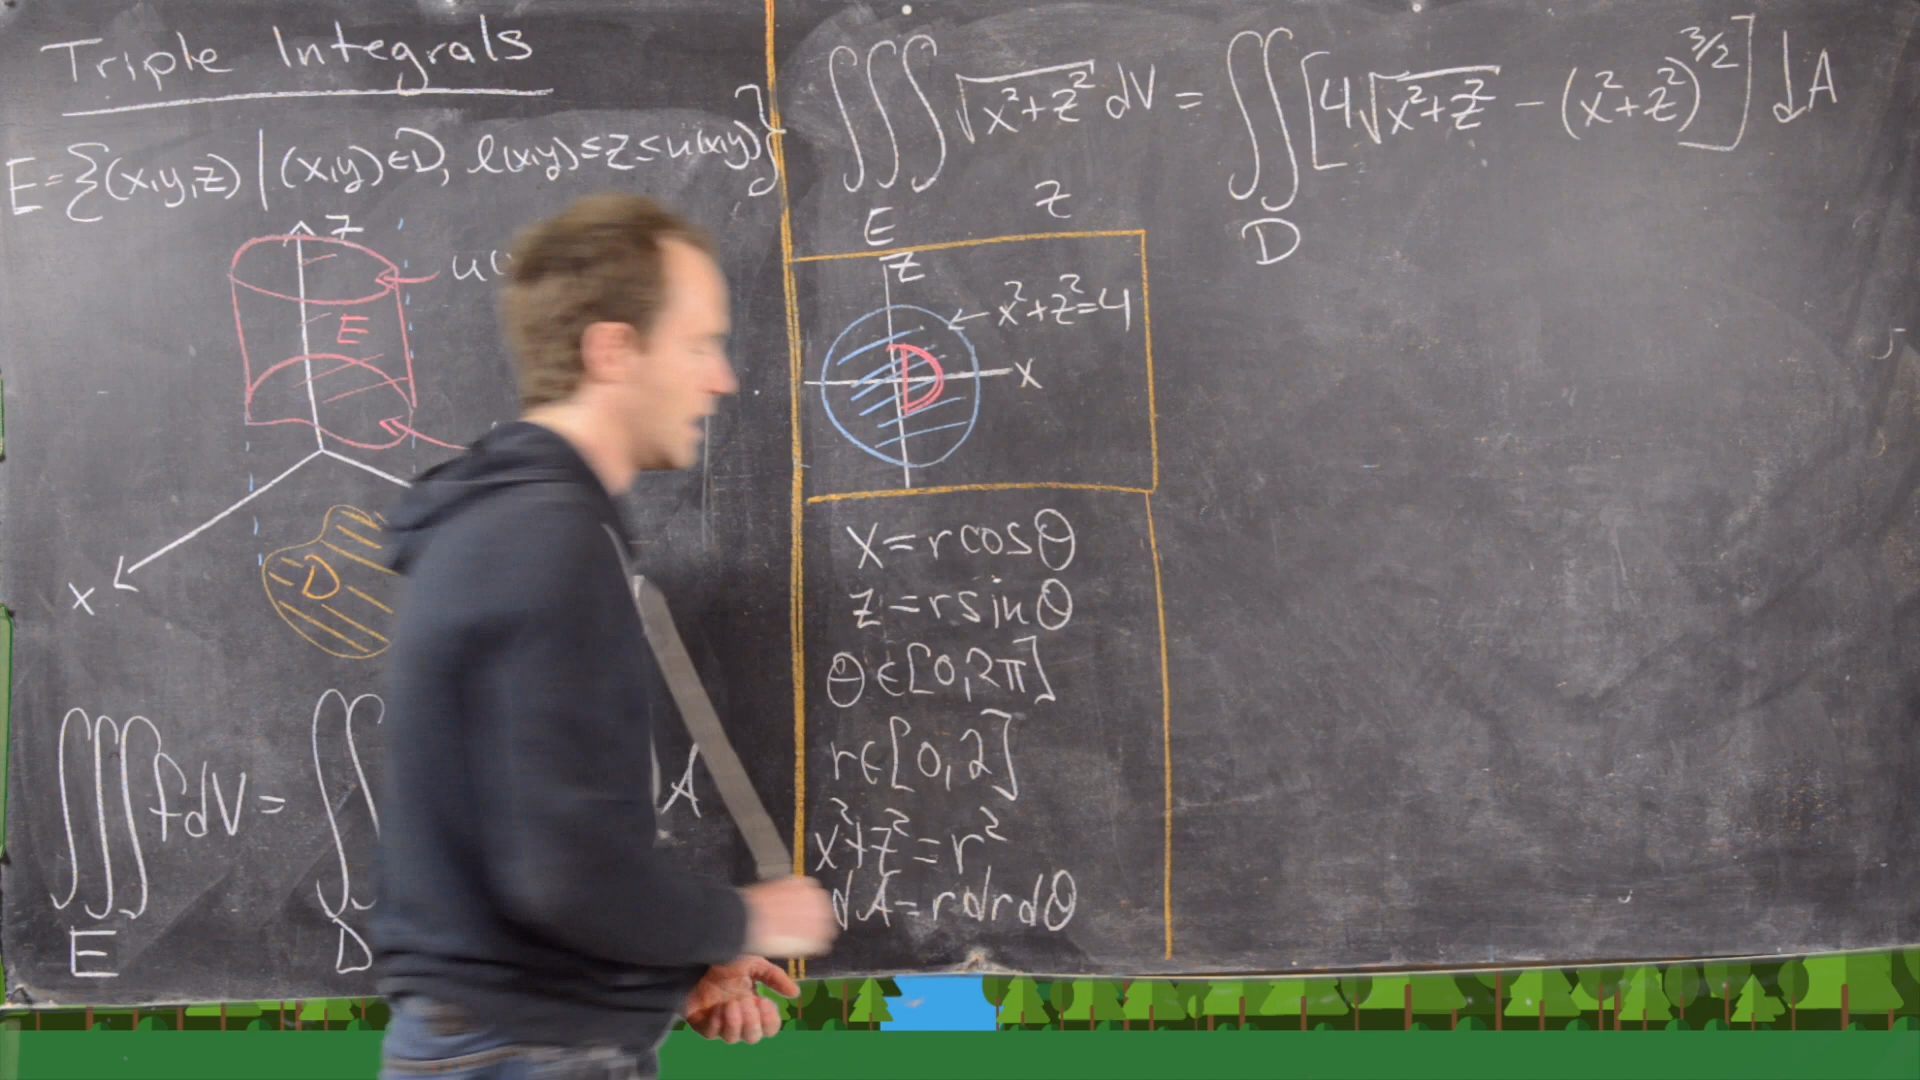 Triple Integrals
E={(x,y,z) | (x,y)∈D, l(x,y)≤z≤u(x,y)}
z
u(
E
x
D
∭ fdV = ∬ A
E D
∭ √(x²+z²) dV = ∬ [4√(x²+z²) − (x²+z²)^(3/2)] dA
E D
z
z
x²+z²=4
x
D
x=rcosθ
z=rsinθ
θ∈[0,2π]
r∈[0,2]
x²+z²=r²
dA=rdrdθ